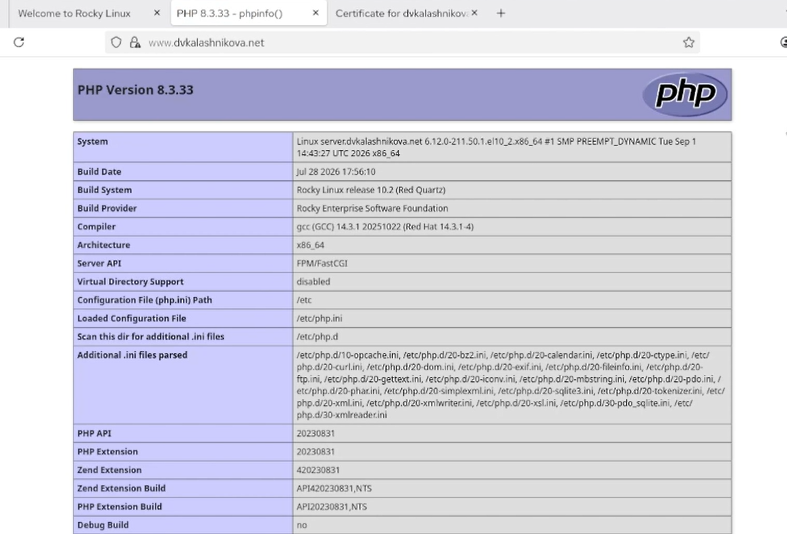 Welcome to Rocky Linux
PHP 8.3.33 - phpinfo()
Certificate for dvkalashnikov
www.dvkalashnikova.net
PHP Version 8.3.33
php
System
Linux server.dvkalashnikova.net 6.12.0-211.50.1.el10_2.x86_64 #1 SMP PREEMPT_DYNAMIC Tue Sep 1
14:43:27 UTC 2026 x86_64
Build Date
Jul 28 2026 17:56:10
Build System
Rocky Linux release 10.2 (Red Quartz)
Build Provider
Rocky Enterprise Software Foundation
Compiler
gcc (GCC) 14.3.1 20251022 (Red Hat 14.3.1-4)
Architecture
x86_64
Server API
FPM/FastCGI
Virtual Directory Support
disabled
Configuration File (php.ini) Path
/etc
Loaded Configuration File
/etc/php.ini
Scan this dir for additional .ini files
/etc/php.d
Additional .ini files parsed
/etc/php.d/10-opcache.ini, /etc/php.d/20-bz2.ini, /etc/php.d/20-calendar.ini, /etc/php.d/20-ctype.ini, /etc/
php.d/20-curl.ini, /etc/php.d/20-dom.ini, /etc/php.d/20-exif.ini, /etc/php.d/20-fileinfo.ini, /etc/php.d/20-
ftp.ini, /etc/php.d/20-gettext.ini, /etc/php.d/20-iconv.ini, /etc/php.d/20-mbstring.ini, /etc/php.d/20-pdo.ini, /
etc/php.d/20-phar.ini, /etc/php.d/20-simplexml.ini, /etc/php.d/20-sqlite3.ini, /etc/php.d/20-tokenizer.ini, /etc/
php.d/20-xml.ini, /etc/php.d/20-xmlwriter.ini, /etc/php.d/20-xsl.ini, /etc/php.d/30-pdo_sqlite.ini, /etc/
php.d/30-xmlreader.ini
PHP API
20230831
PHP Extension
20230831
Zend Extension
420230831
Zend Extension Build
API420230831,NTS
PHP Extension Build
API20230831,NTS
Debug Build
no